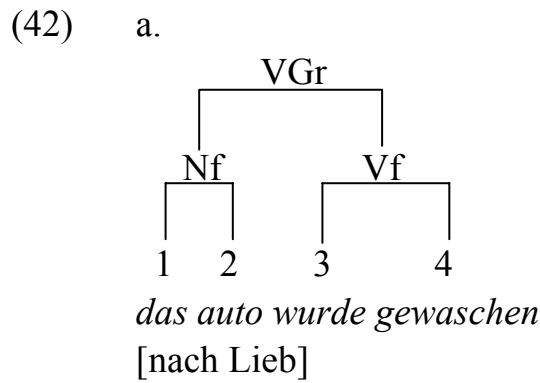 (42) a.
VGr
Nf Vf
1 2 3 4
das auto wurde gewaschen
[nach Lieb]